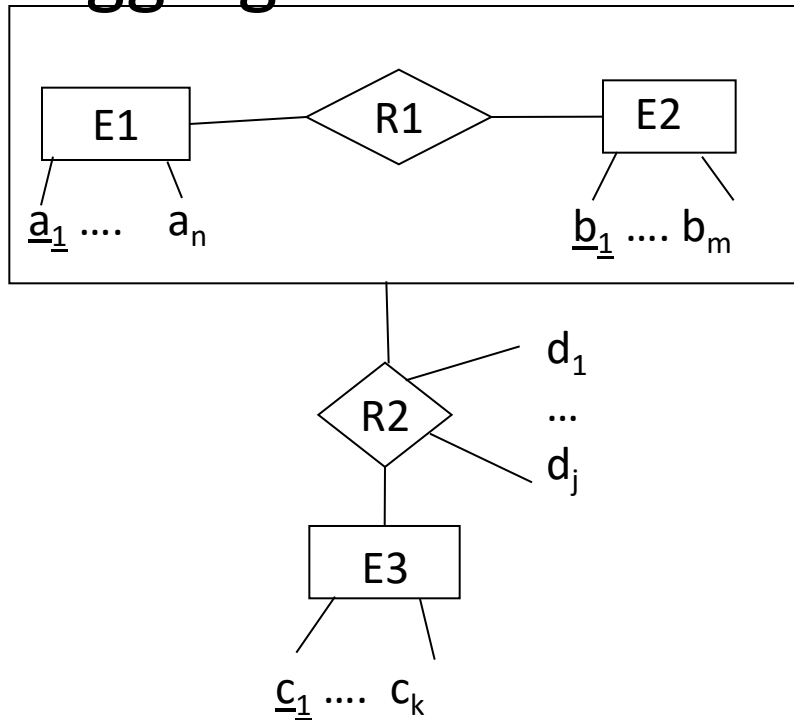 E1 R1 E2
a₁ .... aₙ b₁ .... bₘ
d₁
R2
...
dⱼ
E3
c₁ .... cₖ